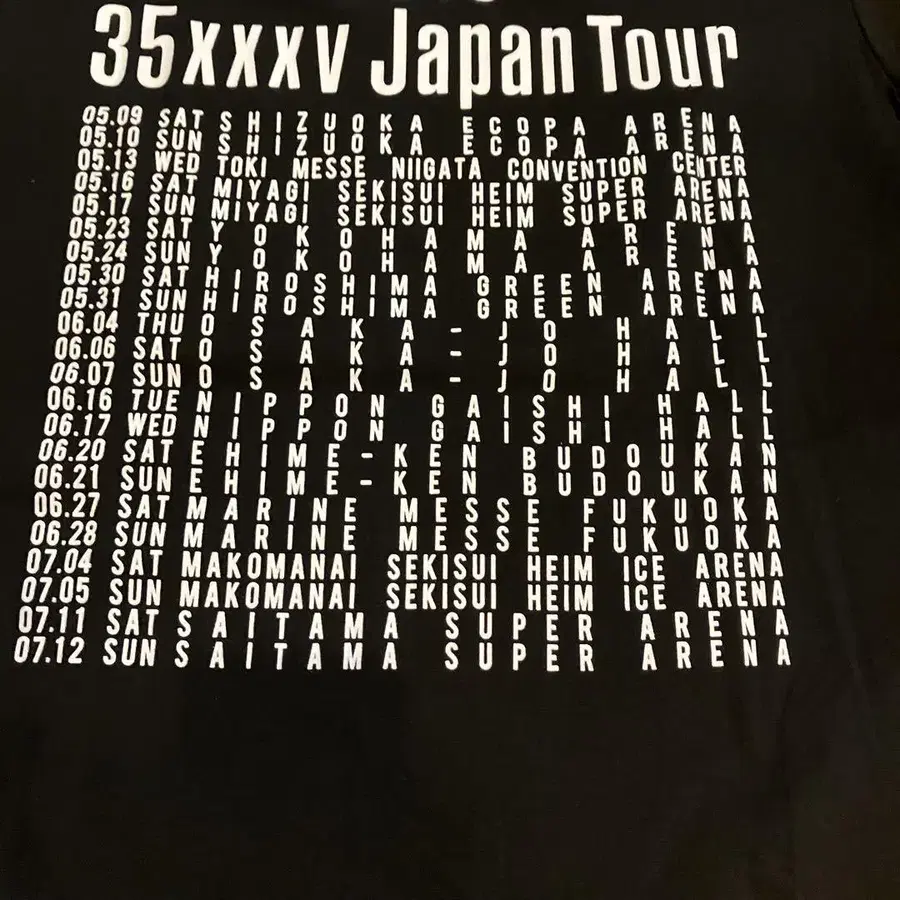 35xxxv Japan Tour
05.09 SAT SHIZUOKA ECOPA ARENA
05.10 SUN SHIZUOKA ECOPA ARENA
05.13 WED TOKI MESSE NIIGATA CONVENTION CENTER
05.16 SAT MIYAGI SEKISUI HEIM SUPER ARENA
05.17 SUN MIYAGI SEKISUI HEIM SUPER ARENA
05.23 SAT YOKOHAMA ARENA
05.24 SUN YOKOHAMA ARENA
05.30 SAT HIROSHIMA GREEN ARENA
05.31 SUN HIROSHIMA GREEN ARENA
06.04 THU OSAKA-JO HALL
06.06 SAT OSAKA-JO HALL
06.07 SUN OSAKA-JO HALL
06.16 TUE NIPPON GAISHI HALL
06.17 WED NIPPON GAISHI HALL
06.20 SAT EHIME-KEN BUDOUKAN
06.21 SUN EHIME-KEN BUDOUKAN
06.27 SAT MARINE MESSE FUKUOKA
06.28 SUN MARINE MESSE FUKUOKA
07.04 SAT MAKOMANAI SEKISUI HEIM ICE ARENA
07.05 SUN MAKOMANAI SEKISUI HEIM ICE ARENA
07.11 SAT SAITAMA SUPER ARENA
07.12 SUN SAITAMA SUPER ARENA